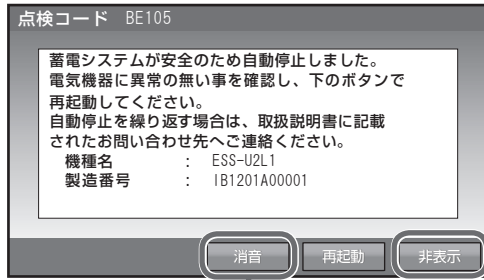 点検コード BE105
蓄電システムが安全のため自動停止しました。
電気機器に異常の無い事を確認し、下のボタンで
再起動してください。
自動停止を繰り返す場合は、取扱説明書に記載
されたお問い合わせ先へご連絡ください。
機種名 : ESS-U2L1
製造番号 : IB1201A00001
消音 再起動 非表示